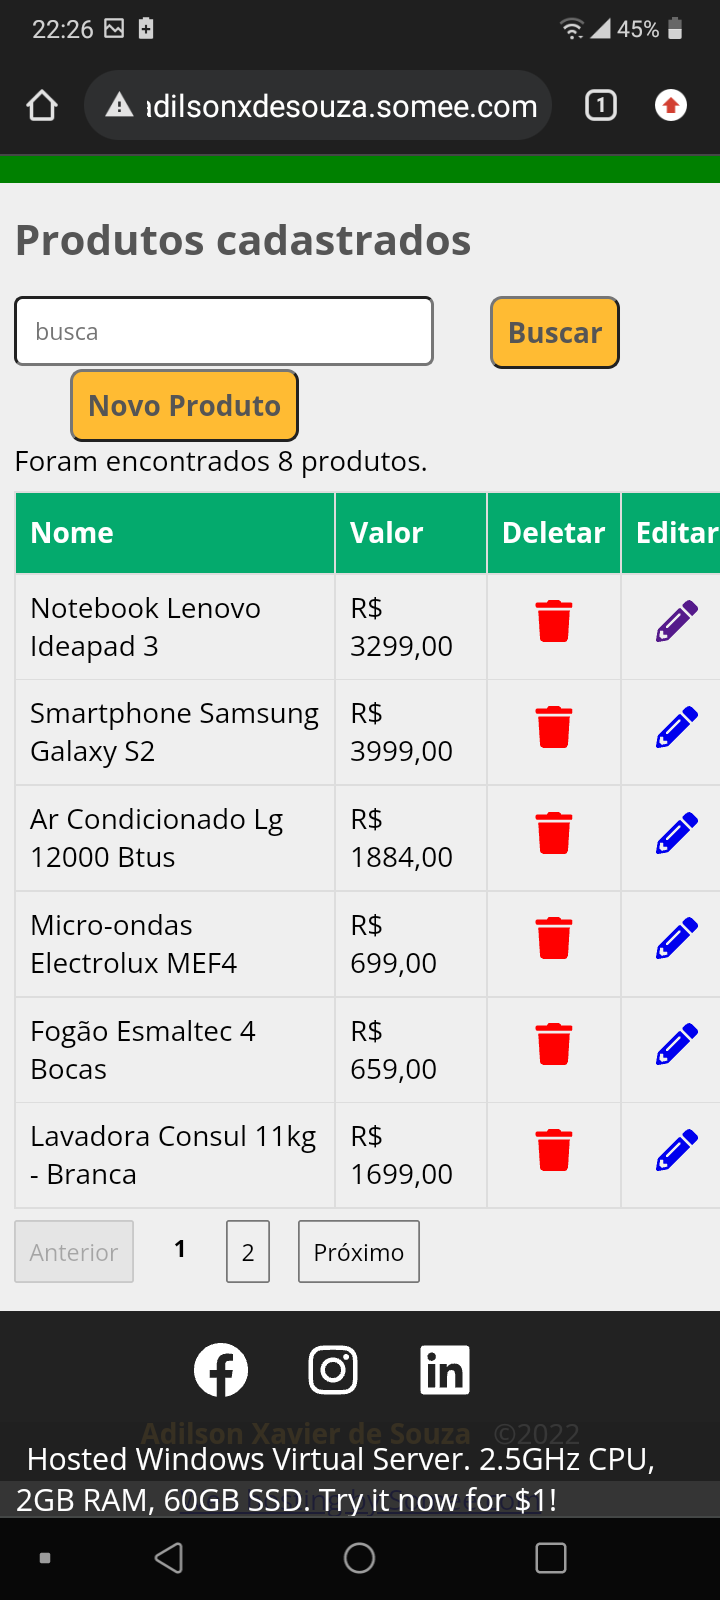 22:26
45%
adilsonxdesouza.somee.com
1
Produtos cadastrados
busca
Buscar
Novo Produto
Foram encontrados 8 produtos.
Nome Valor Deletar Editar
Notebook Lenovo
Ideapad 3
R$
3299,00
Smartphone Samsung
Galaxy S2
R$
3999,00
Ar Condicionado Lg
12000 Btus
R$
1884,00
Micro-ondas
Electrolux MEF4
R$
699,00
Fogão Esmaltec 4
Bocas
R$
659,00
Lavadora Consul 11kg
- Branca
R$
1699,00
Anterior 1 2 Próximo
Adilson Xavier de Souza ©2022
Hosted Windows Virtual Server. 2.5GHz CPU,
2GB RAM, 60GB SSD. Try it now for $1!